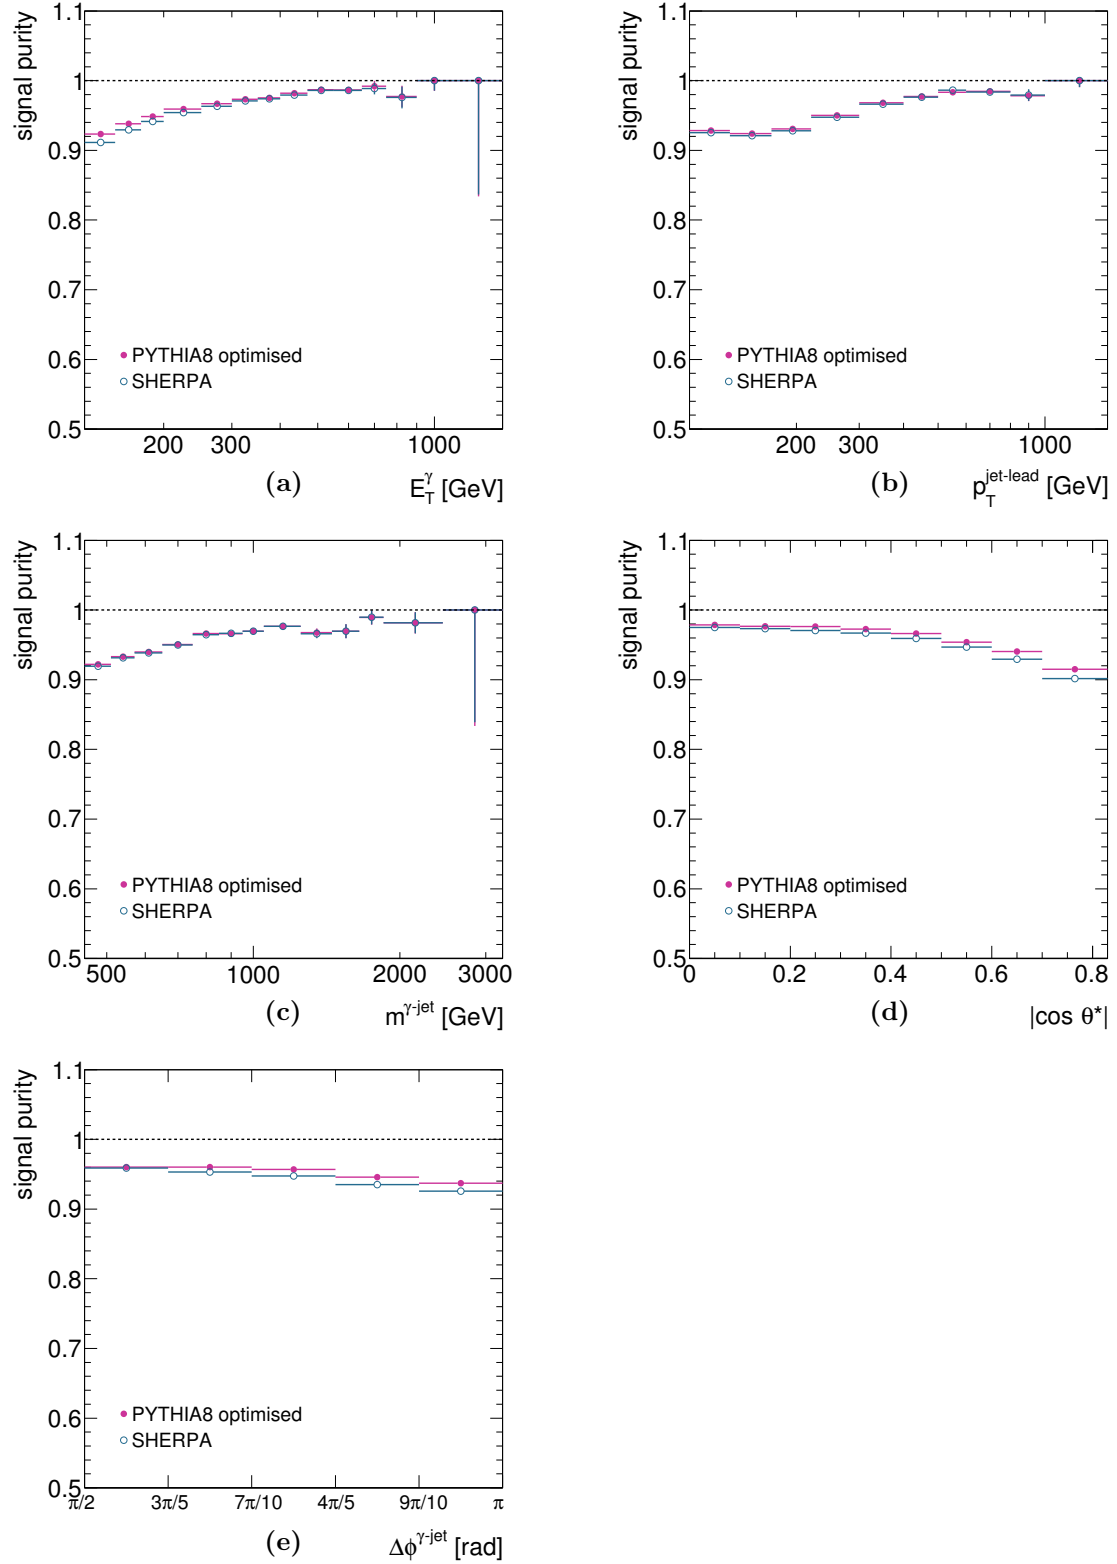 1.1
1
0.9
0.8
0.7
0.6
0.5
signal purity
PYTHIA8 optimised
SHERPA
200 300 1000
(a) E_T^γ [GeV]
1.1
1
0.9
0.8
0.7
0.6
0.5
signal purity
PYTHIA8 optimised
SHERPA
200 300 1000
(b) p_T^jet-lead [GeV]
1.1
1
0.9
0.8
0.7
0.6
0.5
signal purity
PYTHIA8 optimised
SHERPA
500 1000 2000 3000
(c) m^γ-jet [GeV]
1.1
1
0.9
0.8
0.7
0.6
0.5
signal purity
PYTHIA8 optimised
SHERPA
0 0.2 0.4 0.6 0.8
(d) |cos θ*|
1.1
1
0.9
0.8
0.7
0.6
0.5
signal purity
PYTHIA8 optimised
SHERPA
π/2 3π/5 7π/10 4π/5 9π/10 π
(e) Δϕ^γ-jet [rad]